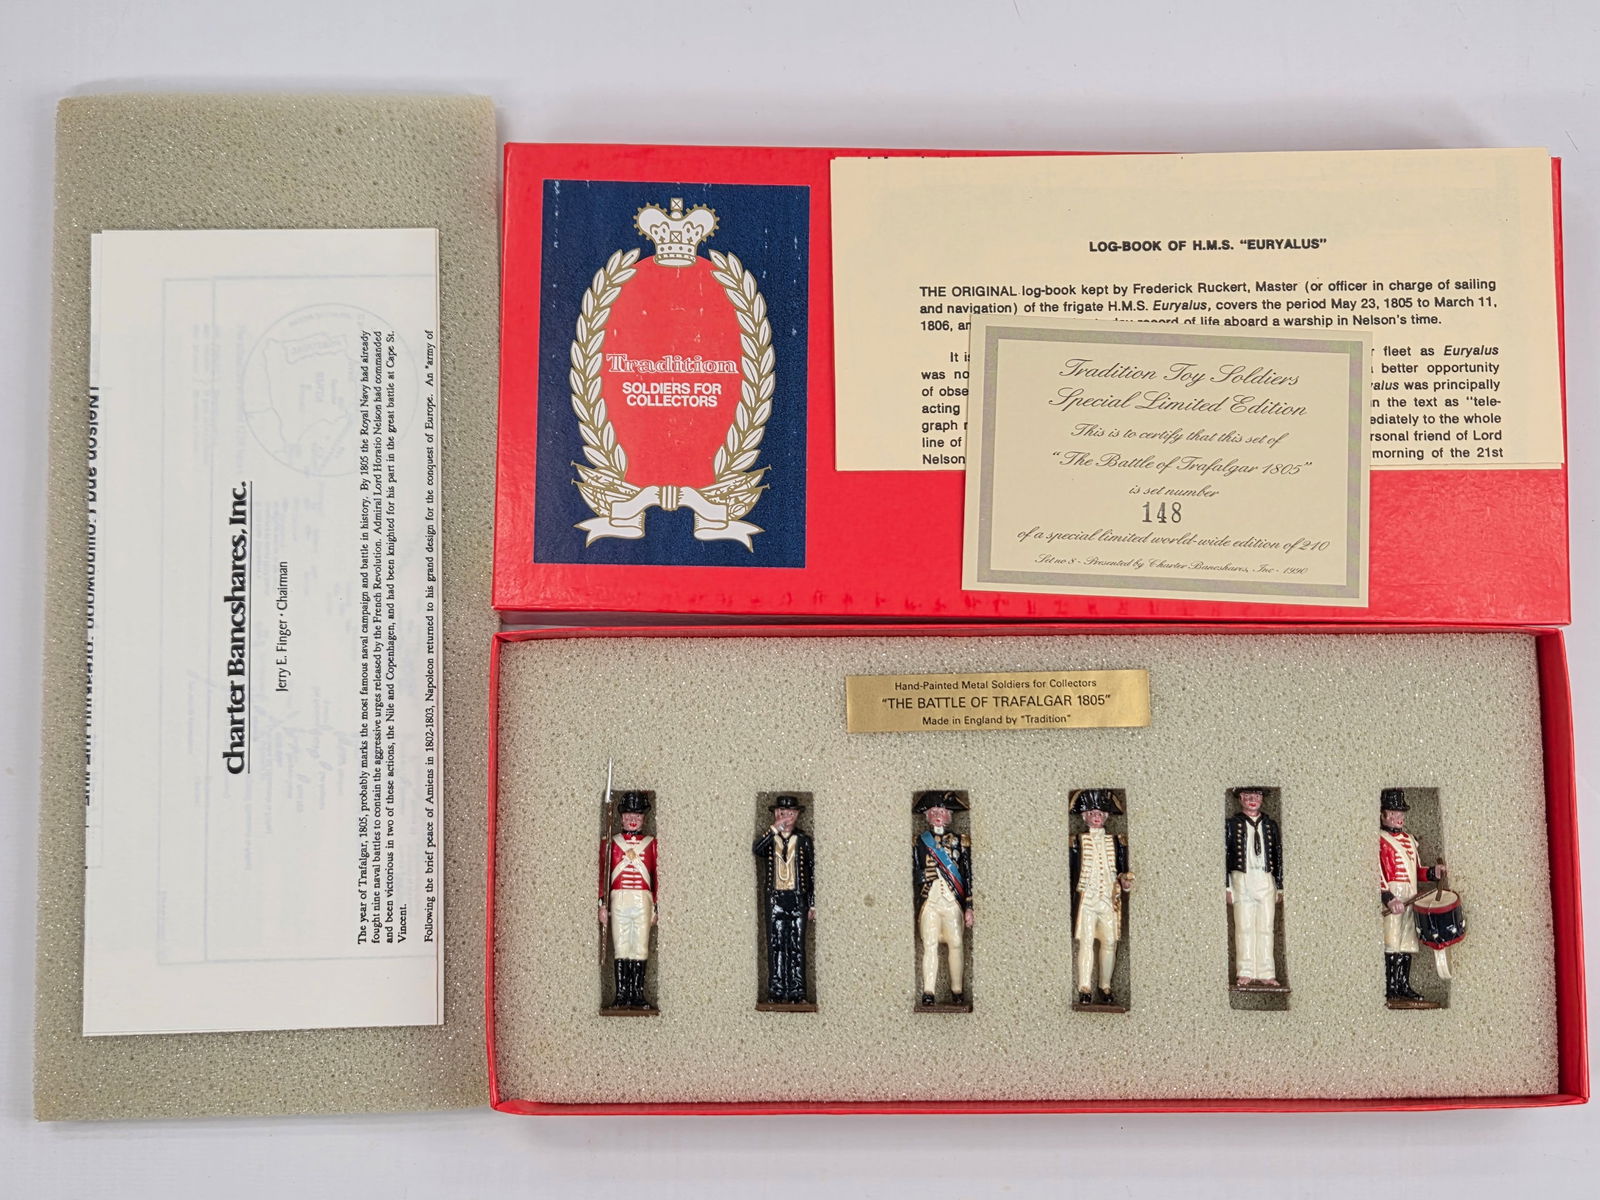 charter Bancshares, Inc.
Jerry E. Finger • Chairman
The year of Trafalgar, 1805, probably marks the most famous naval campaign and battle in history. By 1805 the Royal Navy had already
fought nine naval battles to contain the aggressive urges released by the French Revolution. Admiral Lord Horatio Nelson had commanded
and been victorious in two of these actions, the Nile and Copenhagen, and had been knighted for his part in the great battle at Cape St.
Vincent.
Following the brief peace of Amiens in 1802-1803, Napoleon returned to his grand design for the conquest of Europe. An "army of
Tradition
SOLDIERS FOR
COLLECTORS
LOG-BOOK OF H.M.S. "EURYALUS"
THE ORIGINAL log-book kept by Frederick Ruckert, Master (or officer in charge of sailing
and navigation) of the frigate H.M.S. Euryalus, covers the period May 23, 1805 to March 11,
1806, record of life aboard a warship in Nelson's time.
It fleet as Euryalus
was better opportunity
of was principally
acting the text as "tele-
graph to the whole
line of friend of Lord
Nelson morning of the 21st
Tradition Toy Soldiers
Special Limited Edition
This is to certify that this set of
"The Battle of Trafalgar 1805"
is set number
148
of a special limited world-wide edition of 210
Set no 8 - Presented by Charter Bancshares, Inc - 1990
Hand-Painted Metal Soldiers for Collectors
"THE BATTLE OF TRAFALGAR 1805"
Made in England by "Tradition"